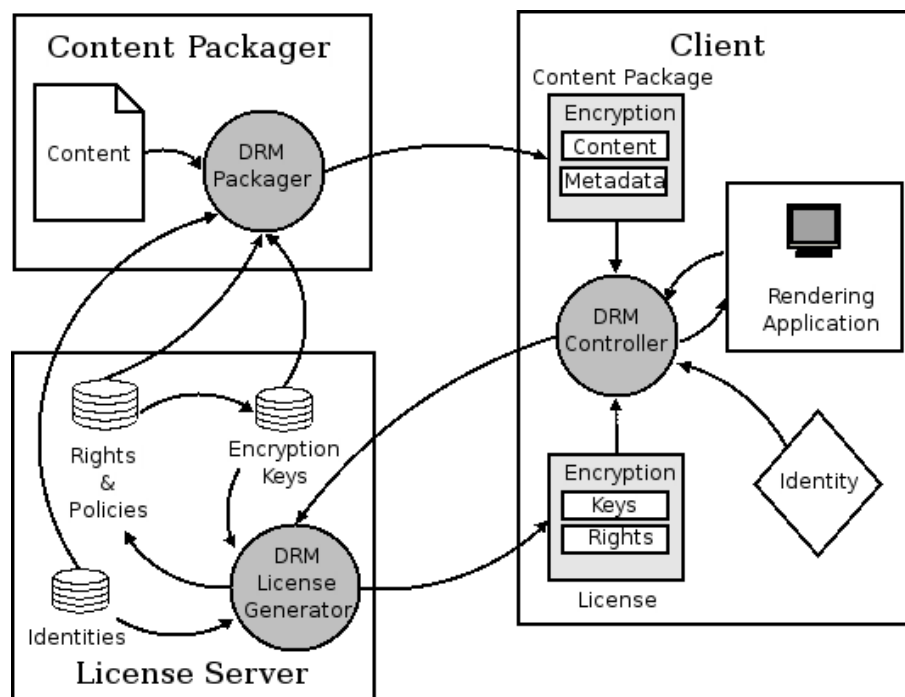 Content Packager
Content
DRM
Packager
Client
Content Package
Encryption
Content
Metadata
Rendering
Application
DRM
Controller
Encryption
Keys
Rights
License
Identity
Rights
&
Policies
Encryption
Keys
DRM
License
Generator
Identities
License Server